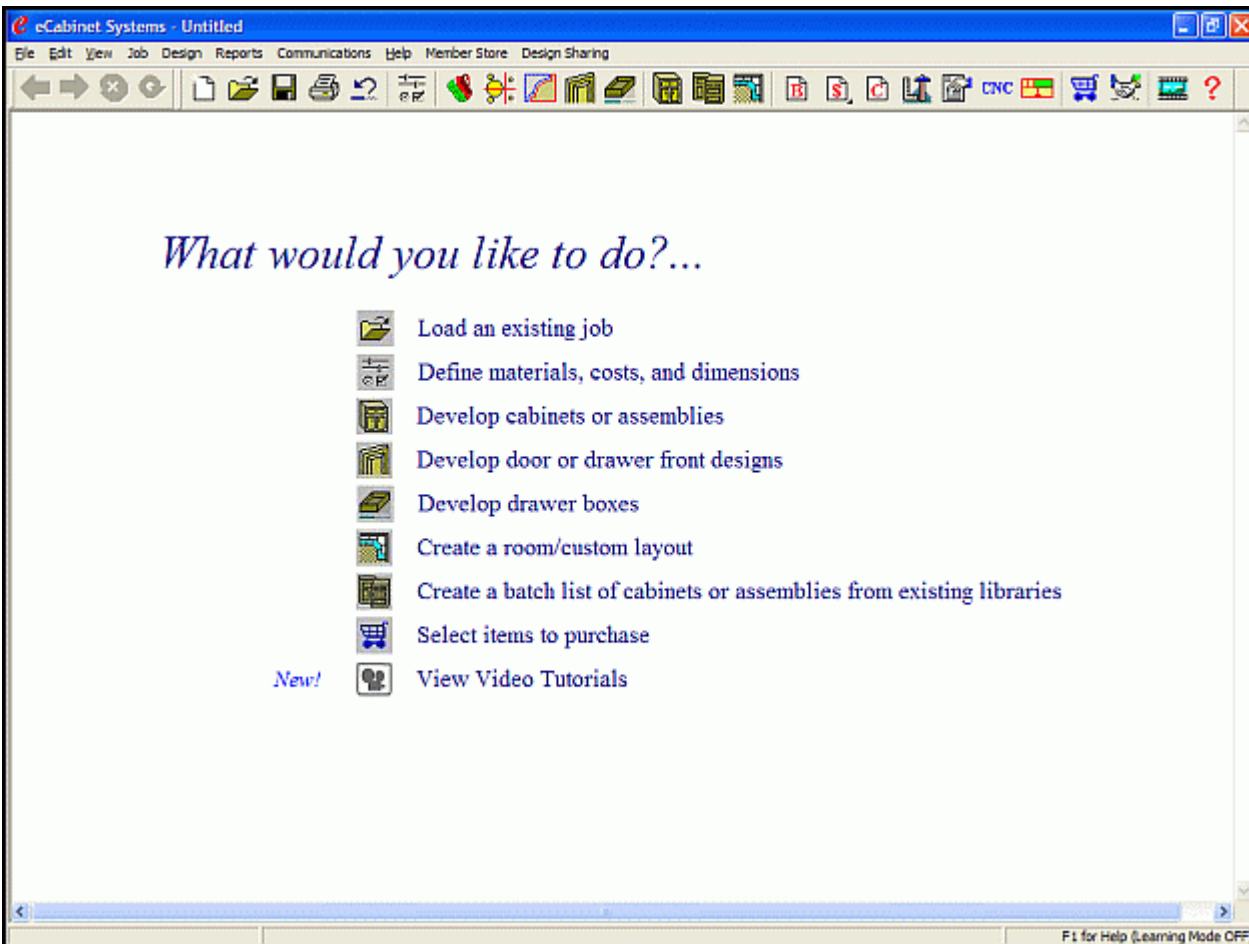 eCabinet Systems - Untitled
File Edit View Job Design Reports Communications Help Member Store Design Sharing
B S C CNC ?
What would you like to do?...
Load an existing job
Define materials, costs, and dimensions
Develop cabinets or assemblies
Develop door or drawer front designs
Develop drawer boxes
Create a room/custom layout
Create a batch list of cabinets or assemblies from existing libraries
Select items to purchase
New! View Video Tutorials
F1 for Help (Learning Mode OFF